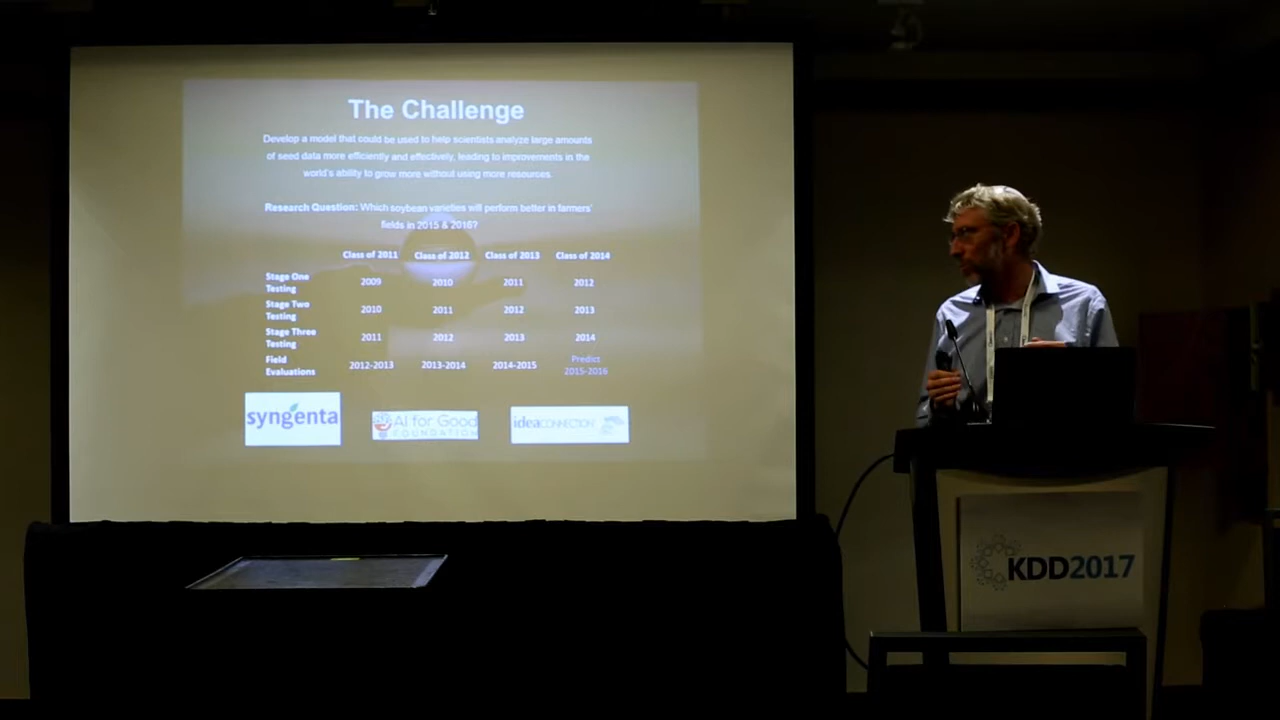 The Challenge
Develop a model that could be used to help scientists analyze large amounts
of seed data more efficiently and effectively, leading to improvements in the
world's ability to grow more without using more resources.
Research Question: Which soybean varieties will perform better in farmers'
fields in 2015 & 2016?
Class of 2011 Class of 2012 Class of 2013 Class of 2014
Stage One
Testing 2009 2010 2011 2012
Stage Two
Testing 2010 2011 2012 2013
Stage Three
Testing 2011 2012 2013 2014
Field
Evaluations 2012-2013 2013-2014 2014-2015 Predict
2015-2016
syngenta
AI for Good
FOUNDATION
ideaCONNECTION
KDD2017